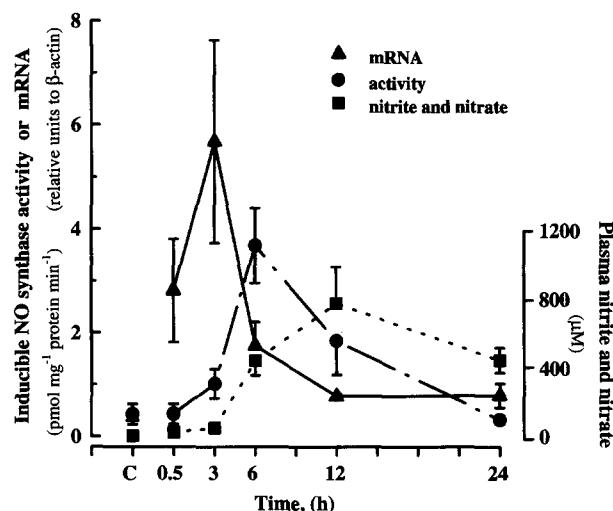 Inducible NO synthase activity or mRNA
(relative units to β-actin)
(pmol mg⁻¹ protein min⁻¹)
8
6
4
2
0
mRNA
activity
nitrite and nitrate
1200
800
400
0
Plasma nitrite and nitrate
(μM)
C 0.5 3 6 12 24
Time, (h)